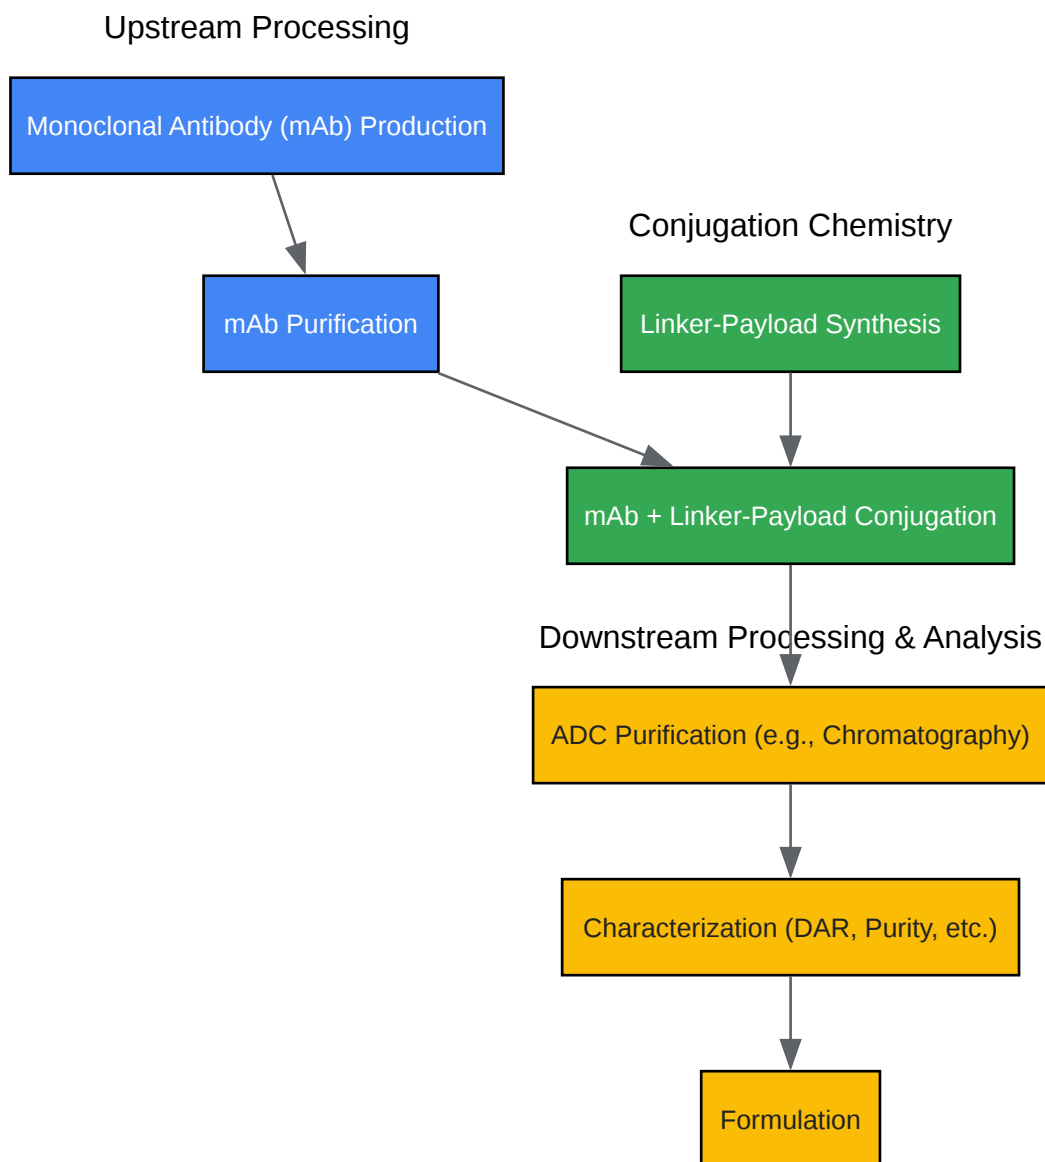 Upstream Processing
Monoclonal Antibody (mAb) Production
Conjugation Chemistry
mAb Purification
Linker-Payload Synthesis
mAb + Linker-Payload Conjugation
Downstream Processing & Analysis
ADC Purification (e.g., Chromatography)
Characterization (DAR, Purity, etc.)
Formulation